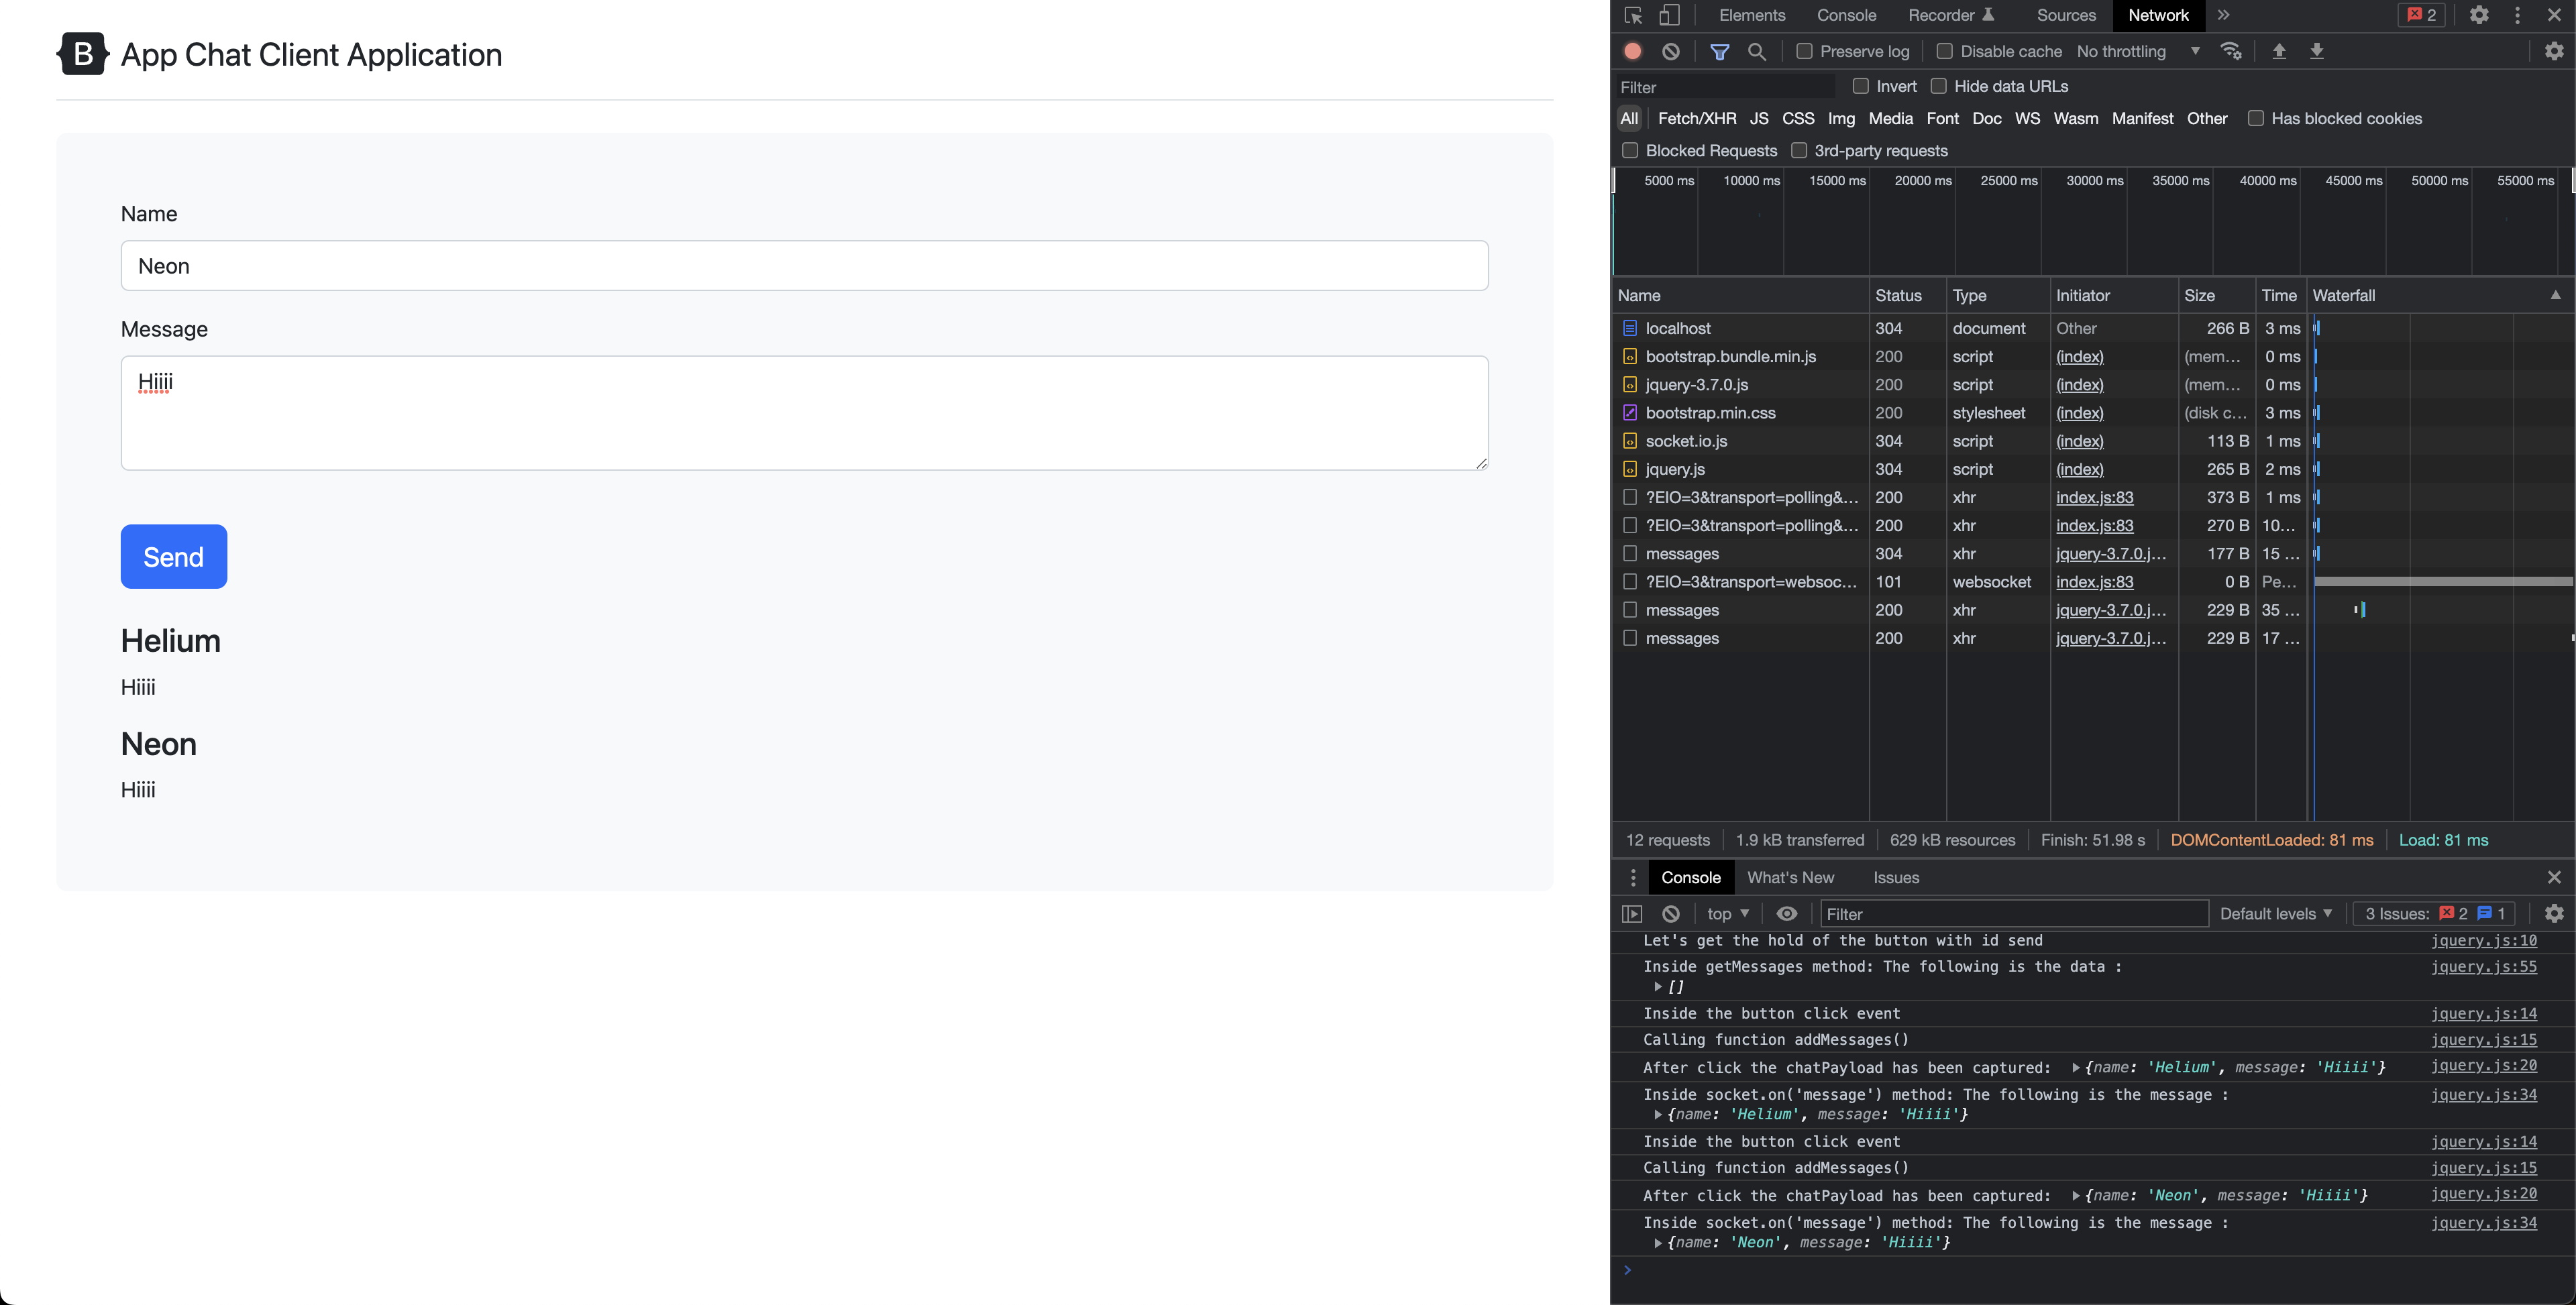 B App Chat Client Application
Name
Neon
Message
Hiiii
Send
Helium
Hiiii
Neon
Hiiii
Elements Console Recorder Sources Network 2
Preserve log Disable cache No throttling
Filter Invert Hide data URLs
All Fetch/XHR JS CSS Img Media Font Doc WS Wasm Manifest Other Has blocked cookies
Blocked Requests 3rd-party requests
5000 ms 10000 ms 15000 ms 20000 ms 25000 ms 30000 ms 35000 ms 40000 ms 45000 ms 50000 ms 55000 ms
Name Status Type Initiator Size Time Waterfall
localhost 304 document Other 266 B 3 ms
bootstrap.bundle.min.js 200 script (index) (mem... 0 ms
jquery-3.7.0.js 200 script (index) (mem... 0 ms
bootstrap.min.css 200 stylesheet (index) (disk c... 3 ms
socket.io.js 304 script (index) 113 B 1 ms
jquery.js 304 script (index) 265 B 2 ms
?EIO=3&transport=polling&... 200 xhr index.js:83 373 B 1 ms
?EIO=3&transport=polling&... 200 xhr index.js:83 270 B 10...
messages 304 xhr jquery-3.7.0.j... 177 B 15 ...
?EIO=3&transport=websoc... 101 websocket index.js:83 0 B Pe...
messages 200 xhr jquery-3.7.0.j... 229 B 35 ...
messages 200 xhr jquery-3.7.0.j... 229 B 17 ...
12 requests 1.9 kB transferred 629 kB resources Finish: 51.98 s DOMContentLoaded: 81 ms Load: 81 ms
Console What's New Issues
top Filter Default levels 3 Issues: 2 1
Let's get the hold of the button with id send jquery.js:10
Inside getMessages method: The following is the data : jquery.js:55
[]
Inside the button click event jquery.js:14
Calling function addMessages() jquery.js:15
After click the chatPayload has been captured: {name: 'Helium', message: 'Hiiii'} jquery.js:20
Inside socket.on('message') method: The following is the message : jquery.js:34
{name: 'Helium', message: 'Hiiii'}
Inside the button click event jquery.js:14
Calling function addMessages() jquery.js:15
After click the chatPayload has been captured: {name: 'Neon', message: 'Hiiii'} jquery.js:20
Inside socket.on('message') method: The following is the message : jquery.js:34
{name: 'Neon', message: 'Hiiii'}